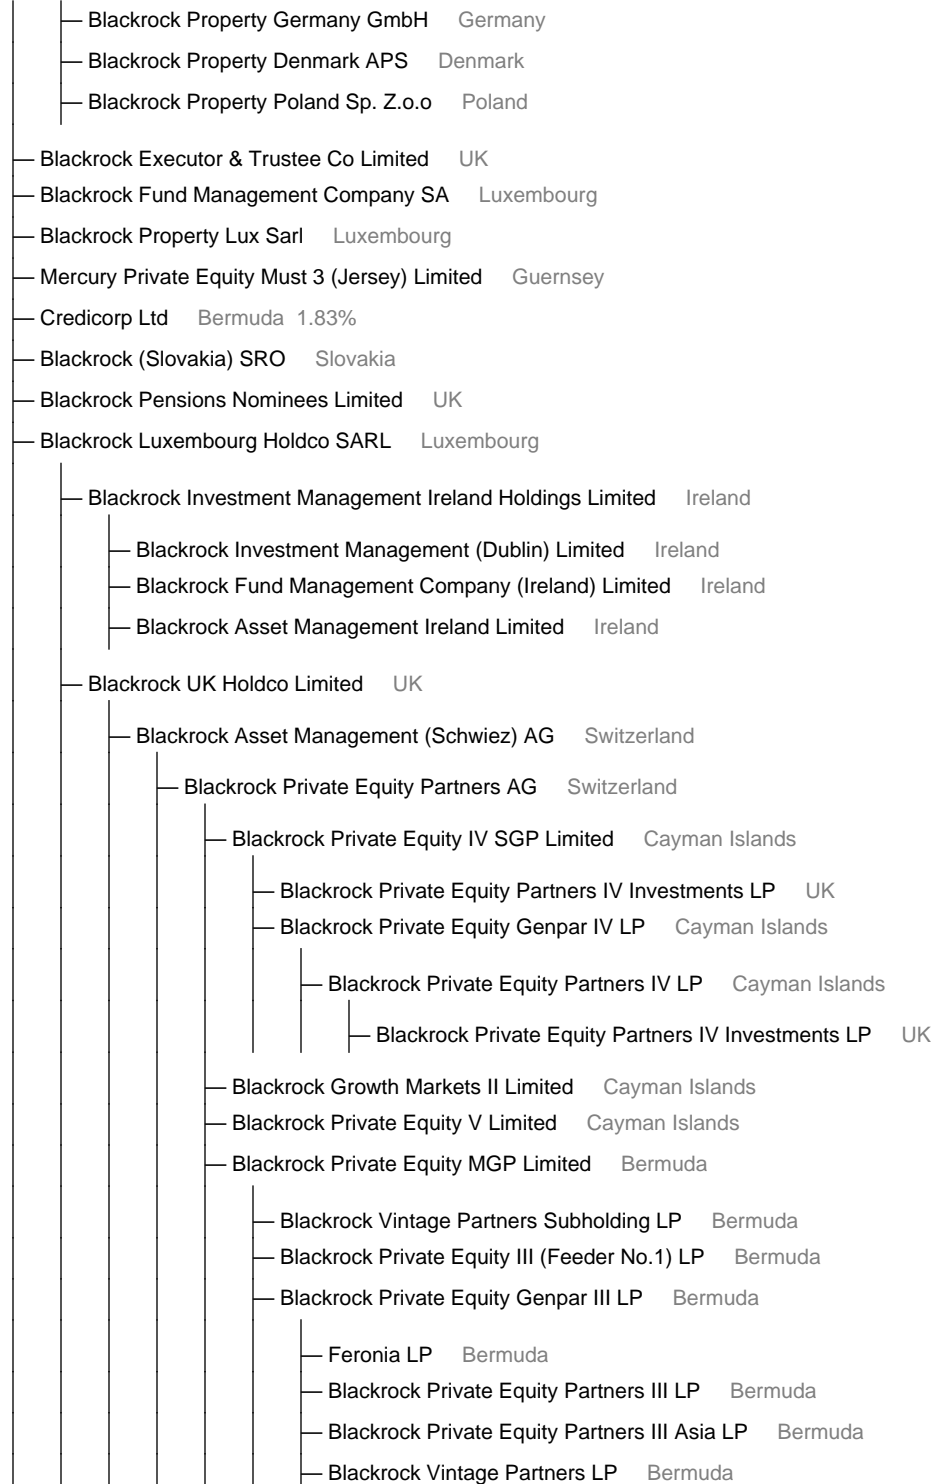 Blackrock Property Germany GmbH Germany
Blackrock Property Denmark APS Denmark
Blackrock Property Poland Sp. Z.o.o Poland
Blackrock Executor & Trustee Co Limited UK
Blackrock Fund Management Company SA Luxembourg
Blackrock Property Lux Sarl Luxembourg
Mercury Private Equity Must 3 (Jersey) Limited Guernsey
Credicorp Ltd Bermuda 1.83%
Blackrock (Slovakia) SRO Slovakia
Blackrock Pensions Nominees Limited UK
Blackrock Luxembourg Holdco SARL Luxembourg
Blackrock Investment Management Ireland Holdings Limited Ireland
Blackrock Investment Management (Dublin) Limited Ireland
Blackrock Fund Management Company (Ireland) Limited Ireland
Blackrock Asset Management Ireland Limited Ireland
Blackrock UK Holdco Limited UK
Blackrock Asset Management (Schwiez) AG Switzerland
Blackrock Private Equity Partners AG Switzerland
Blackrock Private Equity IV SGP Limited Cayman Islands
Blackrock Private Equity Partners IV Investments LP UK
Blackrock Private Equity Genpar IV LP Cayman Islands
Blackrock Private Equity Partners IV LP Cayman Islands
Blackrock Private Equity Partners IV Investments LP UK
Blackrock Growth Markets II Limited Cayman Islands
Blackrock Private Equity V Limited Cayman Islands
Blackrock Private Equity MGP Limited Bermuda
Blackrock Vintage Partners Subholding LP Bermuda
Blackrock Private Equity III (Feeder No.1) LP Bermuda
Blackrock Private Equity Genpar III LP Bermuda
Feronia LP Bermuda
Blackrock Private Equity Partners III LP Bermuda
Blackrock Private Equity Partners III Asia LP Bermuda
Blackrock Vintage Partners LP Bermuda